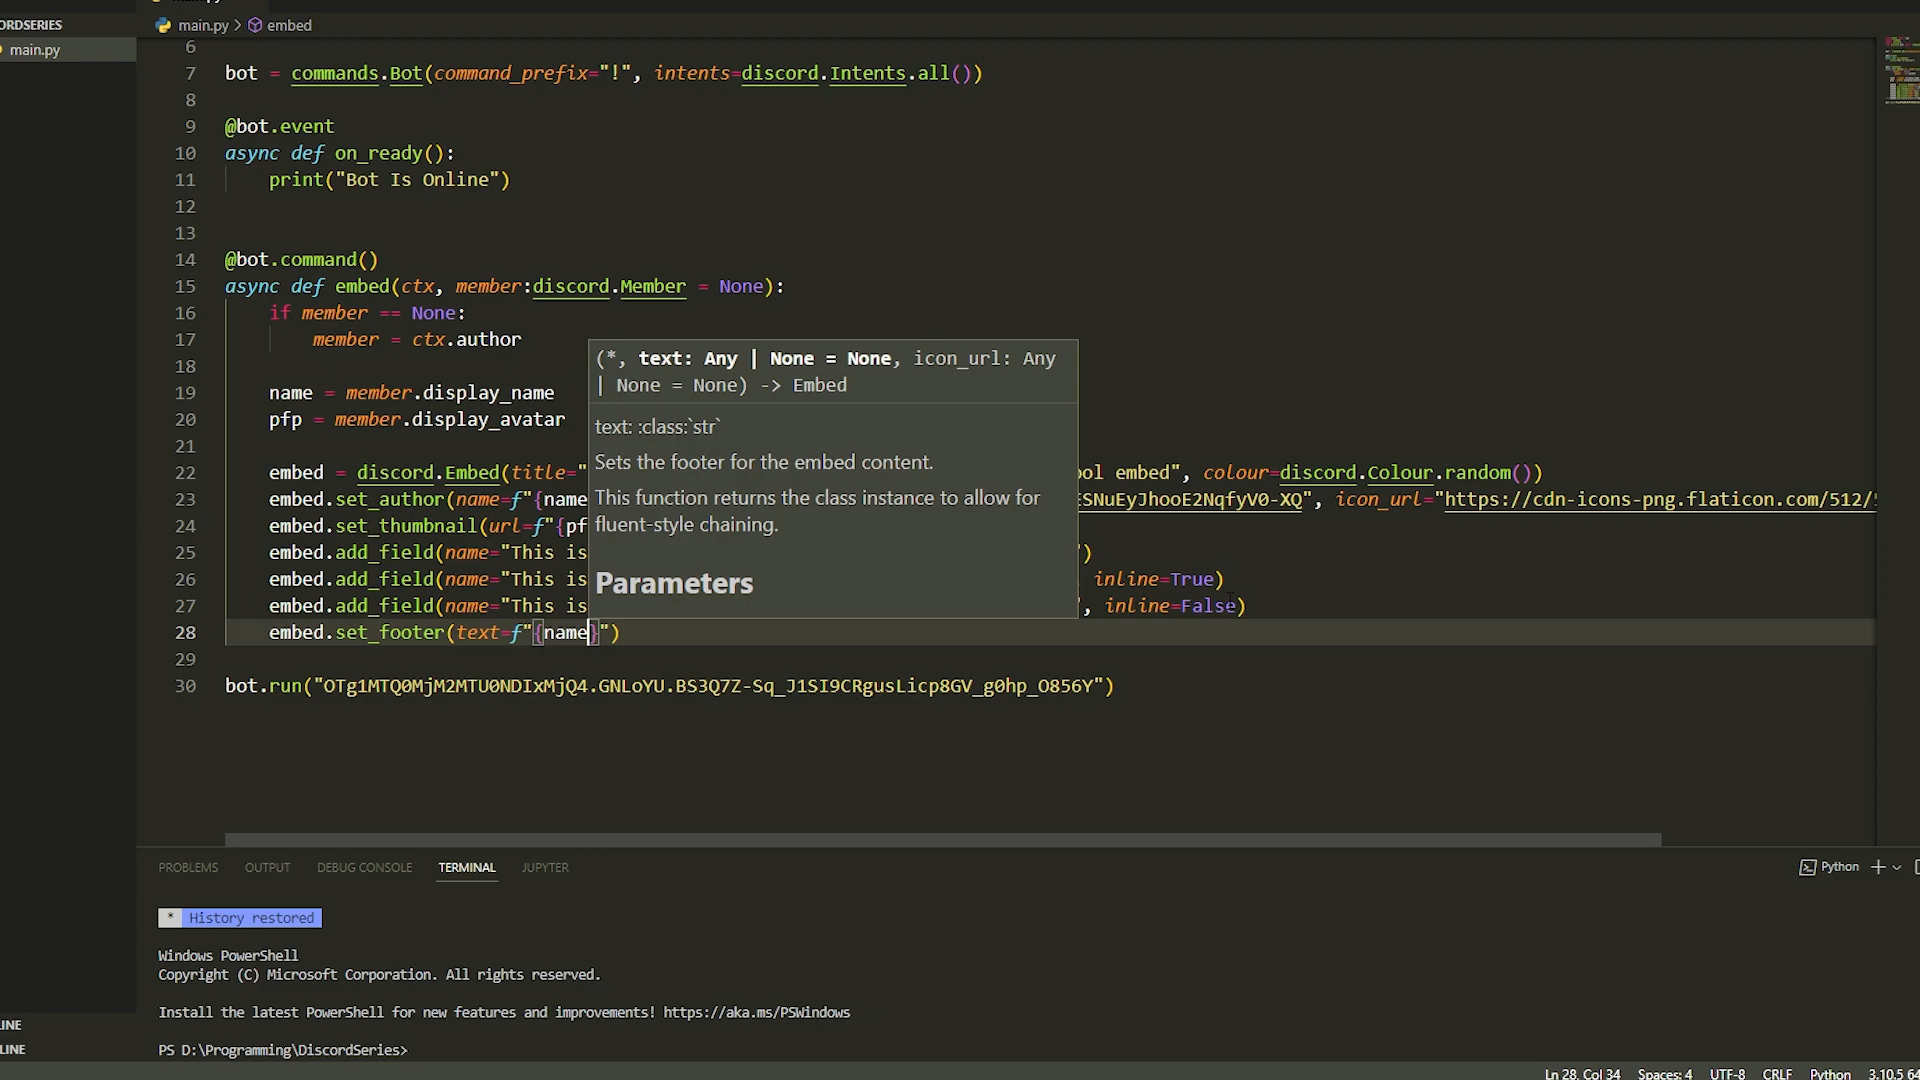 ORDSERIES
main.py > embed
main.py
6
7 bot = commands.Bot(command_prefix="!", intents=discord.Intents.all())
8
9 @bot.event
10 async def on_ready():
11 print("Bot Is Online")
12
13
14 @bot.command()
15 async def embed(ctx, member:discord.Member = None):
16 if member == None:
17 member = ctx.author
18
19 name = member.display_name
20 pfp = member.display_avatar
21
22 embed = discord.Embed(title=" ol embed", colour=discord.Colour.random())
23 embed.set_author(name=f"{name ESNuEyJhooE2NqfyV0-XQ", icon_url="https://cdn-icons-png.flaticon.com/512/
24 embed.set_thumbnail(url=f"{pf
25 embed.add_field(name="This is ")
26 embed.add_field(name="This is , inline=True)
27 embed.add_field(name="This is ", inline=False)
28 embed.set_footer(text=f"{name}")
29
30 bot.run("OTg1MTQ0MjM2MTU0NDIxMjQ4.GNLoYU.BS3Q7Z-Sq_J1SI9CRgusLicp8GV_g0hp_O856Y")
(*, text: Any | None = None, icon_url: Any
| None = None) -> Embed
text: :class:`str`
Sets the footer for the embed content.
This function returns the class instance to allow for
fluent-style chaining.
Parameters
PROBLEMS OUTPUT DEBUG CONSOLE TERMINAL JUPYTER
Python
* History restored
Windows PowerShell
Copyright (C) Microsoft Corporation. All rights reserved.
Install the latest PowerShell for new features and improvements! https://aka.ms/PSWindows
PS D:\Programming\DiscordSeries>
LINE
LINE
Ln 28, Col 34 Spaces: 4 UTF-8 CRLF Python 3.10.5 64